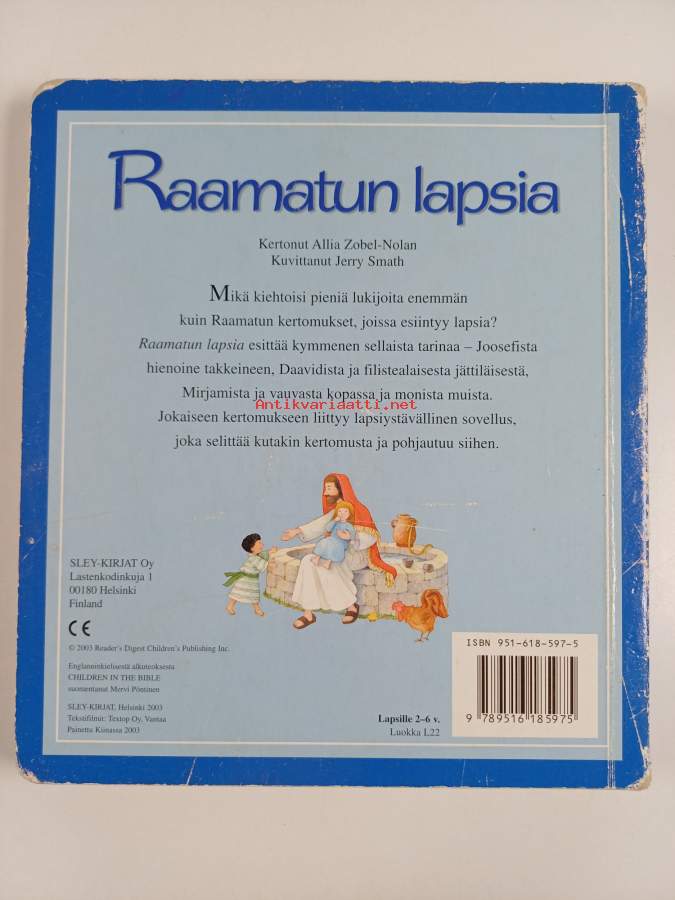 Raamatun lapsia
Kertonut Allia Zobel-Nolan
Kuvittanut Jerry Smath
Mikä kiehtoisi pieniä lukijoita enemmän
kuin Raamatun kertomukset, joissa esiintyy lapsia?
Raamatun lapsia esittää kymmenen sellaista tarinaa – Joosefista
hienoine takkeineen, Daavidista ja filistealaisesta jättiläisestä,
Mirjamista ja vauvasta kopassa ja monista muista.
Antikvariaatti.net
Jokaiseen kertomukseen liittyy lapsiystävällinen sovellus,
joka selittää kutakin kertomusta ja pohjautuu siihen.
SLEY-KIRJAT Oy
Lastenkodinkuja 1
00180 Helsinki
Finland
CE
© 2003 Reader's Digest Children's Publishing Inc.
Englanninkielisestä alkuteoksesta
CHILDREN IN THE BIBLE
suomentanut Mervi Pöntinen
SLEY-KIRJAT, Helsinki 2003
Tekstifilmit: Textop Oy, Vantaa
Painettu Kiinassa 2003
Lapsille 2–6 v.
Luokka L22
ISBN 951-618-597-5
9 789516 185975